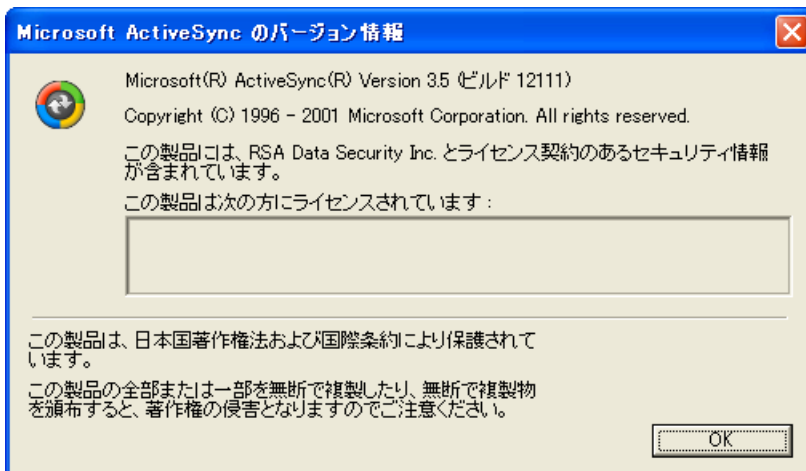 Microsoft ActiveSync のバージョン情報
Microsoft(R) ActiveSync(R) Version 3.5 (ビルド 12111)
Copyright (C) 1996 - 2001 Microsoft Corporation. All rights reserved.
この製品には、RSA Data Security Inc. とライセンス契約のあるセキュリティ情報
が含まれています。
この製品は次の方にライセンスされています :
この製品は、日本国著作権法および国際条約により保護されて
います。
この製品の全部または一部を無断で複製したり、無断で複製物
を頒布すると、著作権の侵害となりますのでご注意ください。
OK